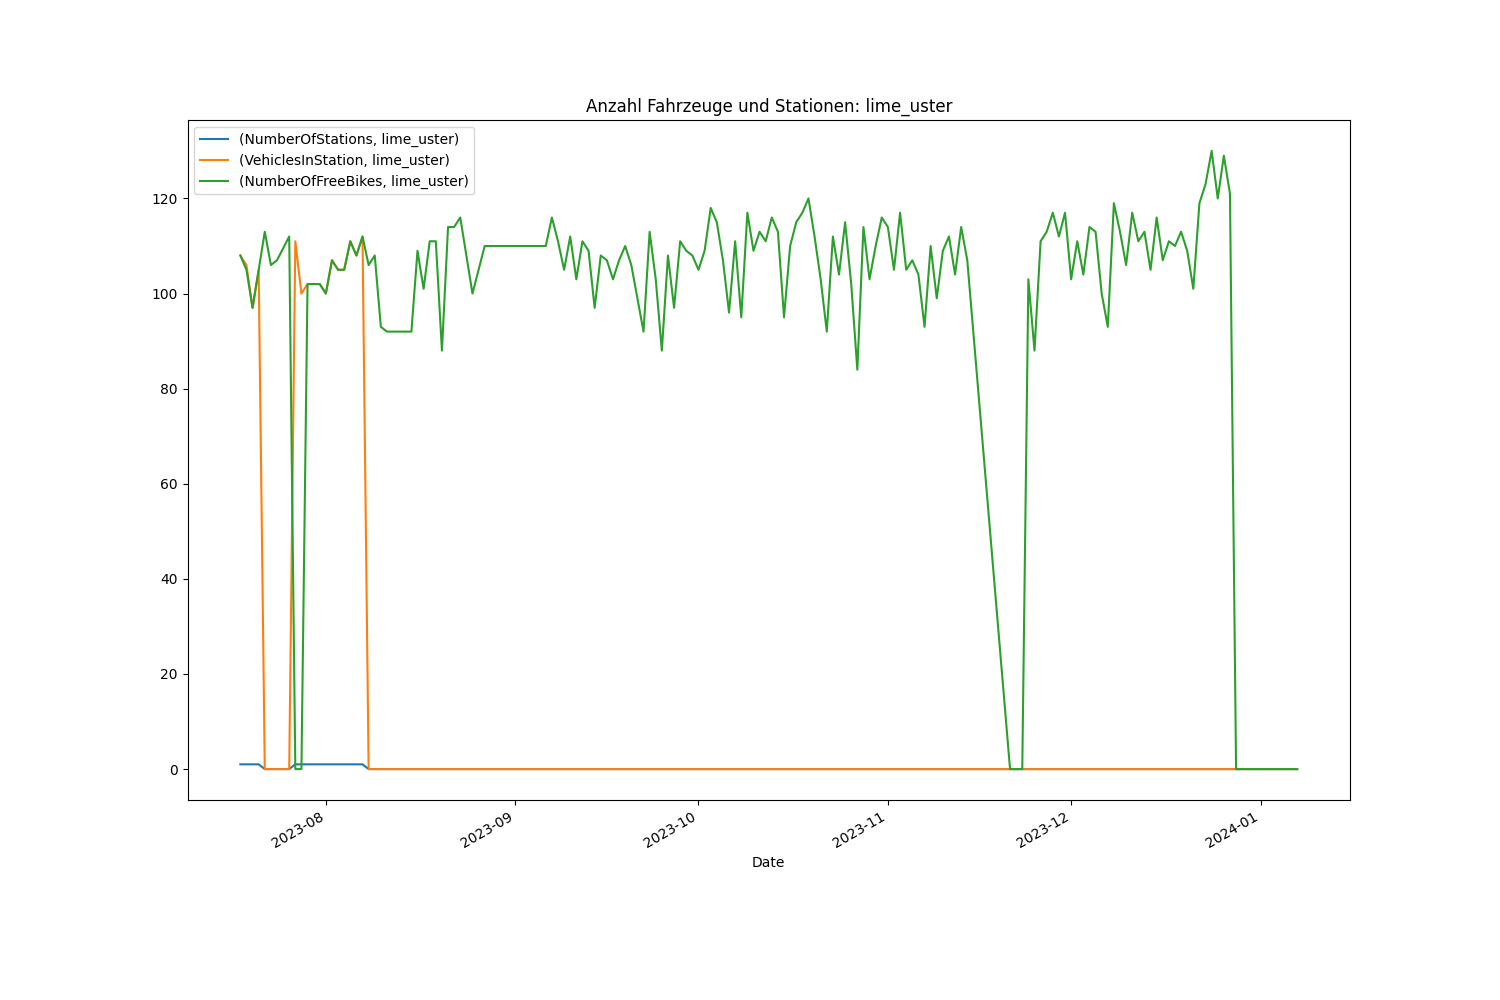 Anzahl Fahrzeuge und Stationen: lime_uster
(NumberOfStations, lime_uster)
(VehiclesInStation, lime_uster)
(NumberOfFreeBikes, lime_uster)
120
100
80
60
40
20
0
2023-08
2023-09
2023-10
2023-11
2023-12
2024-01
Date